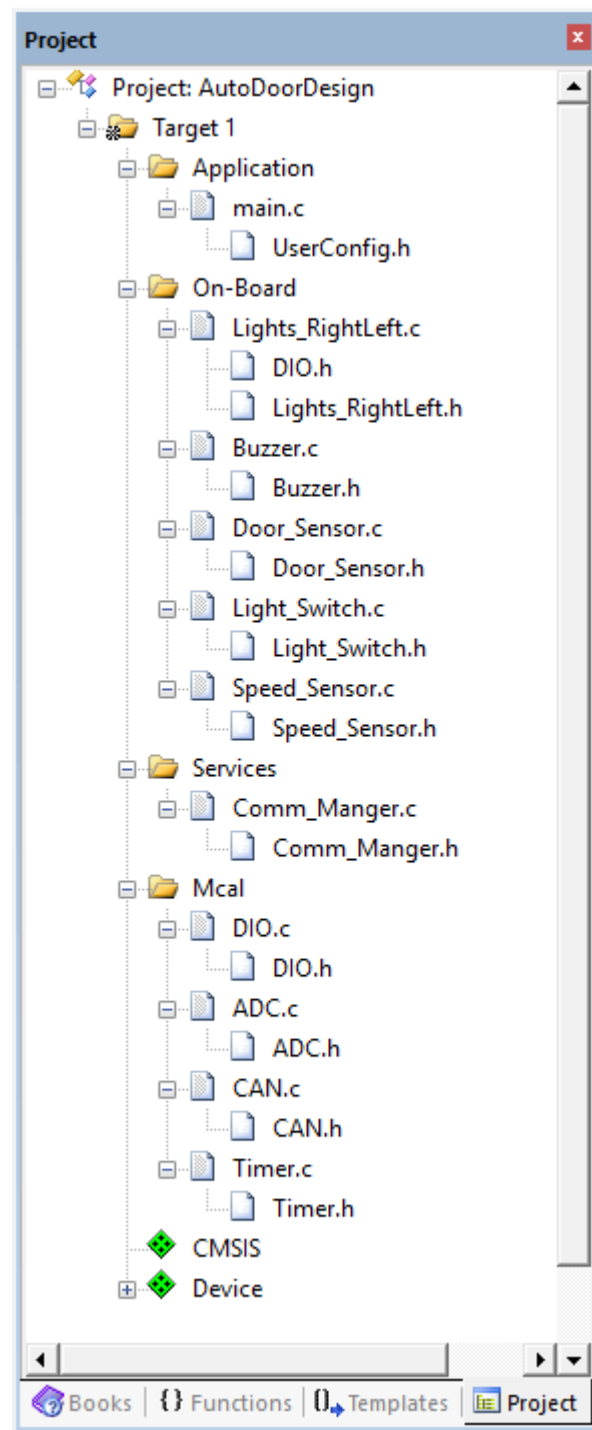 Project
Project: AutoDoorDesign
Target 1
Application
main.c
UserConfig.h
On-Board
Lights_RightLeft.c
DIO.h
Lights_RightLeft.h
Buzzer.c
Buzzer.h
Door_Sensor.c
Door_Sensor.h
Light_Switch.c
Light_Switch.h
Speed_Sensor.c
Speed_Sensor.h
Services
Comm_Manger.c
Comm_Manger.h
Mcal
DIO.c
DIO.h
ADC.c
ADC.h
CAN.c
CAN.h
Timer.c
Timer.h
CMSIS
Device
Books {} Functions 0 Templates Project